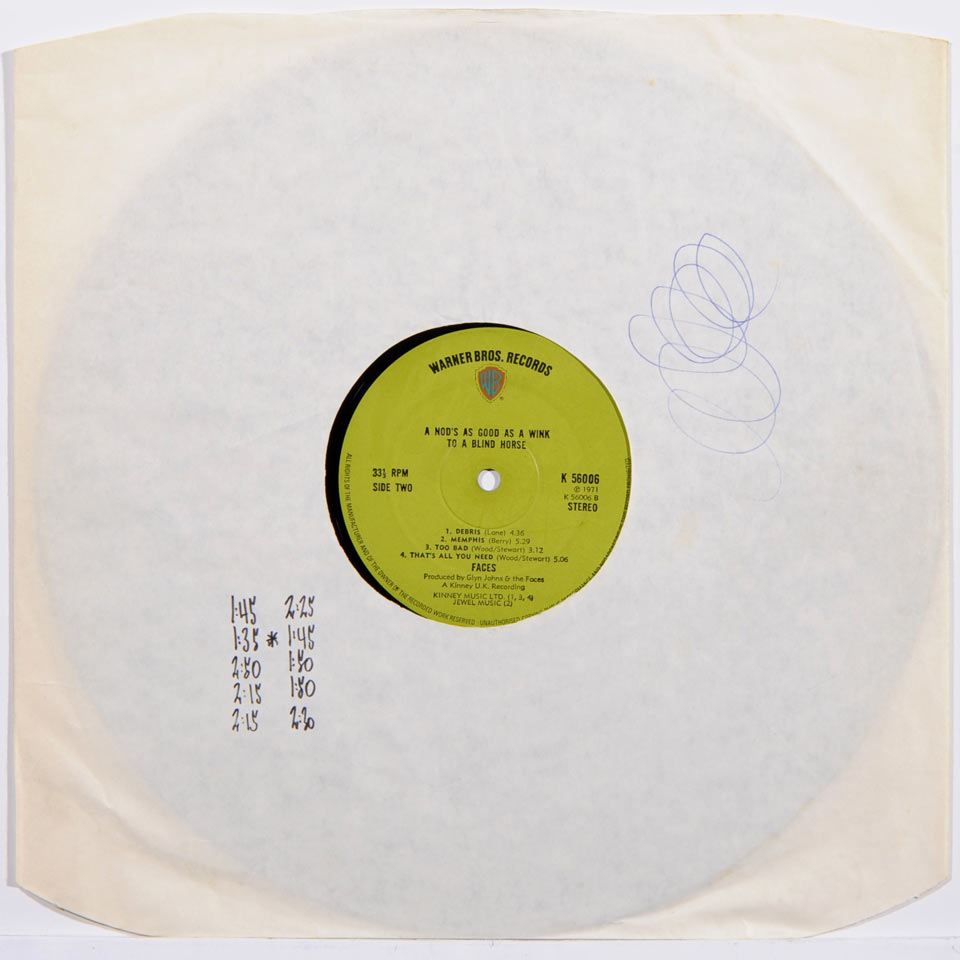 WARNER BROS. RECORDS
A NOD'S AS GOOD AS A WINK
TO A BLIND HORSE
33⅓ RPM
SIDE TWO
K 56006
℗ 1971
K 56006 B
STEREO
1. DEBRIS (Lane) 4.36
2. MEMPHIS (Berry) 5.29
3. TOO BAD (Wood/Stewart) 3.12
4. THAT'S ALL YOU NEED (Wood/Stewart) 5.06
FACES
Produced by Glyn Johns & the Faces
A Kinney U.K. Recording
KINNEY MUSIC LTD. (1, 3, 4)
JEWEL MUSIC (2)
ALL RIGHTS OF THE MANUFACTURER AND OF THE OWNER OF THE RECORDED WORK RESERVED · UNAUTHORISED
1:45 2:25
1:35 * 1:45
2:50 1:50
2:15 1:50
2:15 2:30